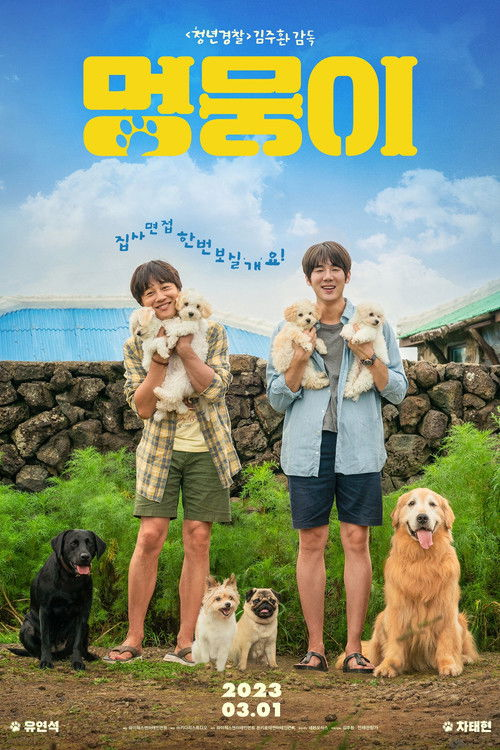 <청년경찰> 김주환 감독
멍뭉이
집사 면접 한번 보실 개 요!
2023
03.01
유연석
차태현